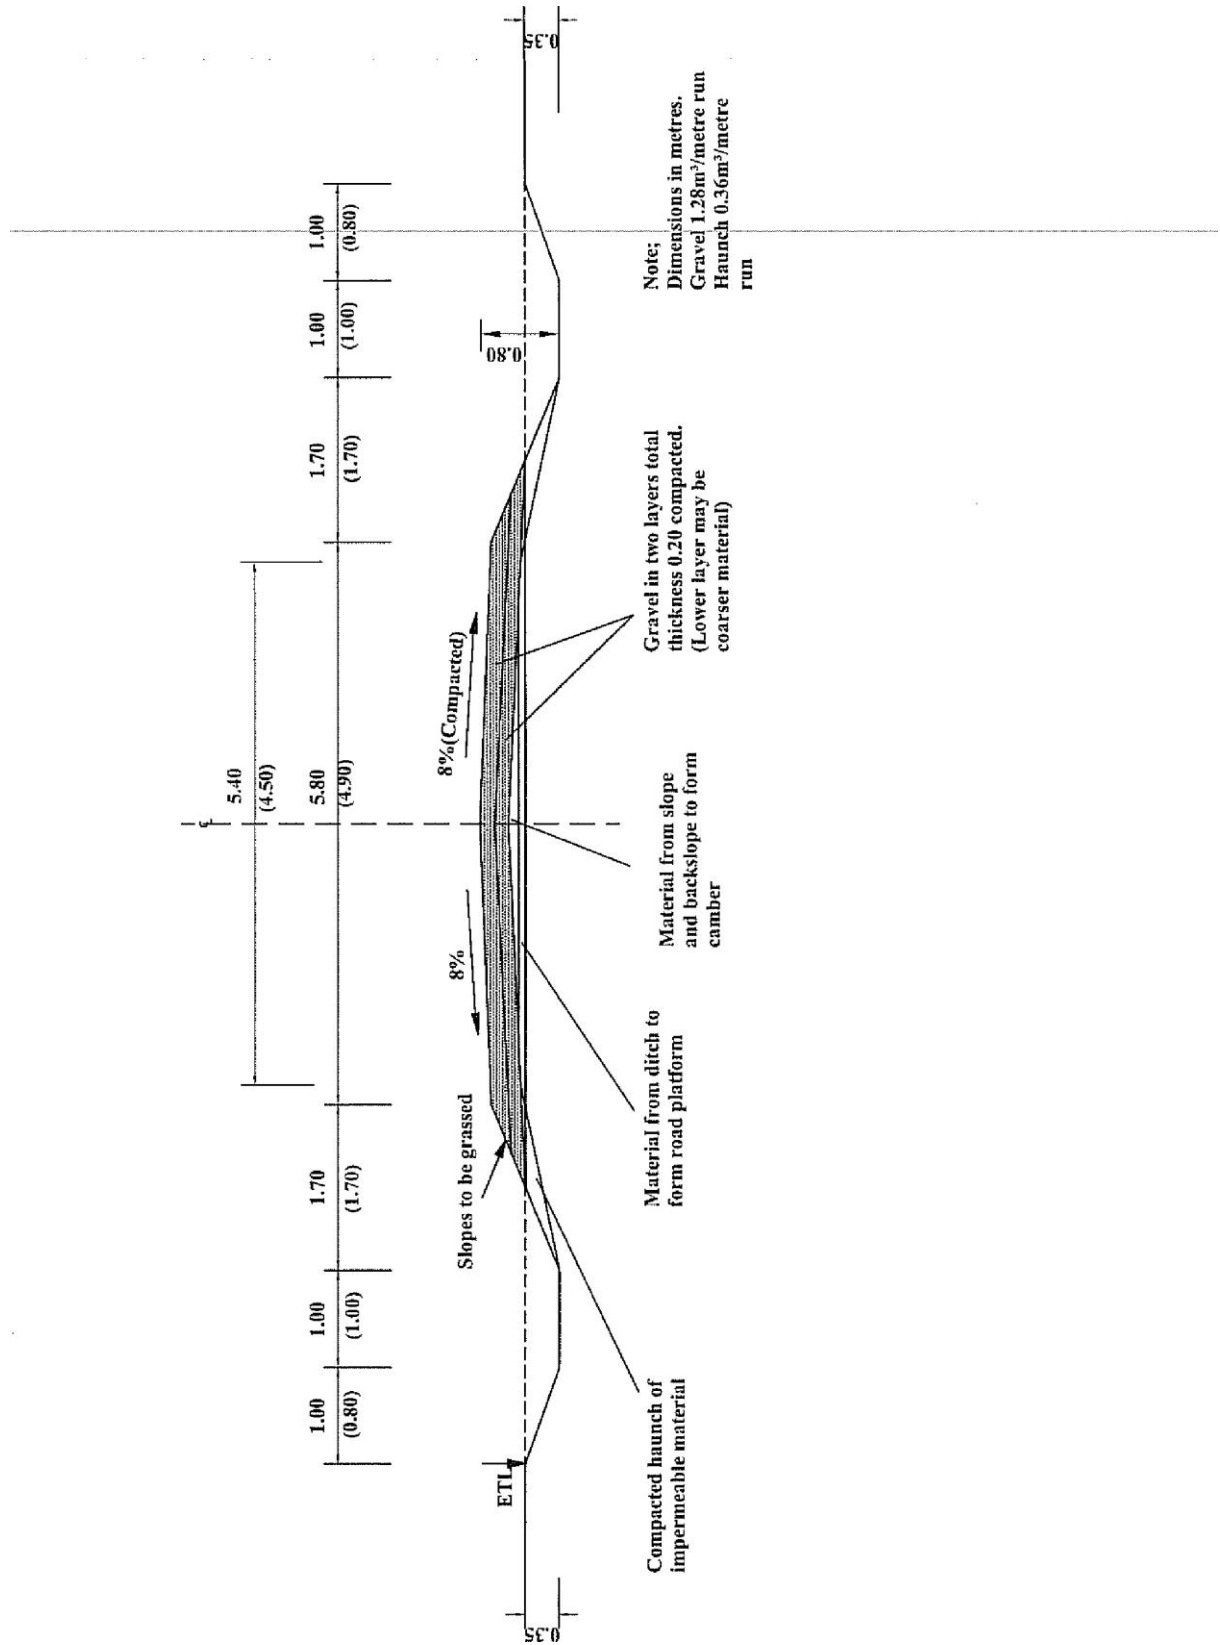 5.40
(4.50)
1.00
(0.80)
1.00
(1.00)
1.70
(1.70)
5.80
(4.90)
1.70
(1.70)
1.00
(1.00)
1.00
(0.80)
℄
8%
8%(Compacted)
Slopes to be grassed
ETL
0.80
0.35
0.35
Compacted haunch of
impermeable material
Material from ditch to
form road platform
Material from slope
and backslope to form
camber
Gravel in two layers total
thickness 0.20 compacted.
(Lower layer may be
coarser material)
Note;
Dimensions in metres.
Gravel 1.28m³/metre run
Haunch 0.36m³/metre
run